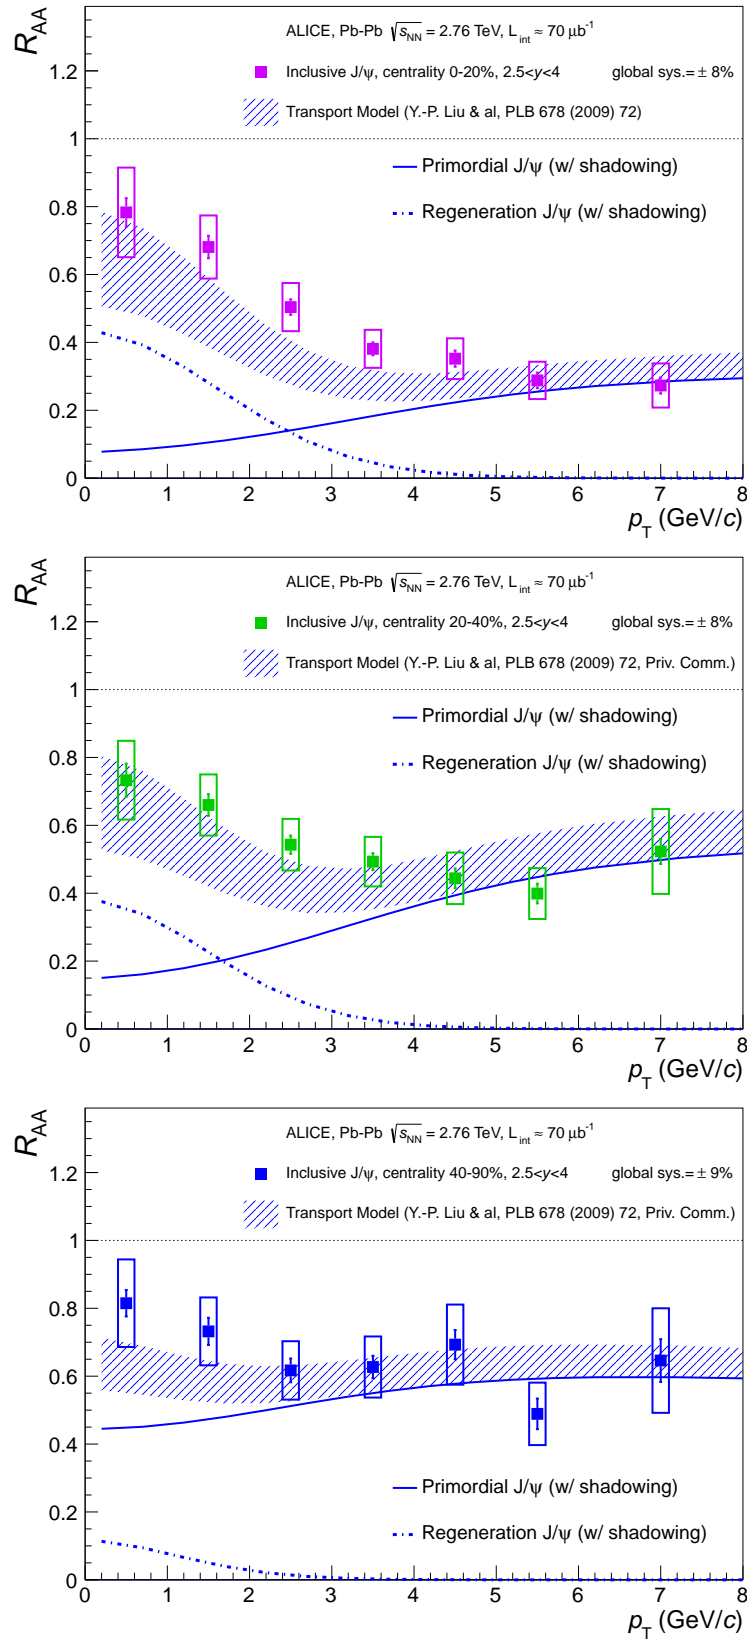 R_AA
ALICE, Pb-Pb √s_NN = 2.76 TeV, L_int ≈ 70 μb⁻¹
Inclusive J/ψ, centrality 0-20%, 2.5<y<4 global sys.= ± 8%
Transport Model (Y.-P. Liu & al, PLB 678 (2009) 72)
Primordial J/ψ (w/ shadowing)
Regeneration J/ψ (w/ shadowing)
1.2
1
0.8
0.6
0.4
0.2
0
0 1 2 3 4 5 6 7 8
p_T (GeV/c)
R_AA
ALICE, Pb-Pb √s_NN = 2.76 TeV, L_int ≈ 70 μb⁻¹
Inclusive J/ψ, centrality 20-40%, 2.5<y<4 global sys.= ± 8%
Transport Model (Y.-P. Liu & al, PLB 678 (2009) 72, Priv. Comm.)
Primordial J/ψ (w/ shadowing)
Regeneration J/ψ (w/ shadowing)
1.2
1
0.8
0.6
0.4
0.2
0
0 1 2 3 4 5 6 7 8
p_T (GeV/c)
R_AA
ALICE, Pb-Pb √s_NN = 2.76 TeV, L_int ≈ 70 μb⁻¹
Inclusive J/ψ, centrality 40-90%, 2.5<y<4 global sys.= ± 9%
Transport Model (Y.-P. Liu & al, PLB 678 (2009) 72, Priv. Comm.)
1.2
1
0.8
0.6
0.4
0.2
0
Primordial J/ψ (w/ shadowing)
Regeneration J/ψ (w/ shadowing)
0 1 2 3 4 5 6 7 8
p_T (GeV/c)